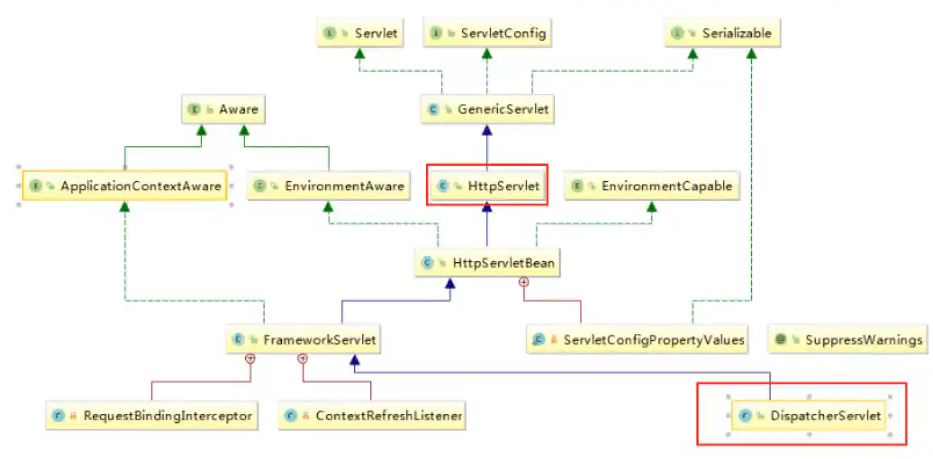 Servlet
ServletConfig
Serializable
Aware
GenericServlet
ApplicationContextAware
EnvironmentAware
HttpServlet
EnvironmentCapable
HttpServletBean
FrameworkServlet
ServletConfigPropertyValues
SuppressWarnings
RequestBindingInterceptor
ContextRefreshListener
DispatcherServlet